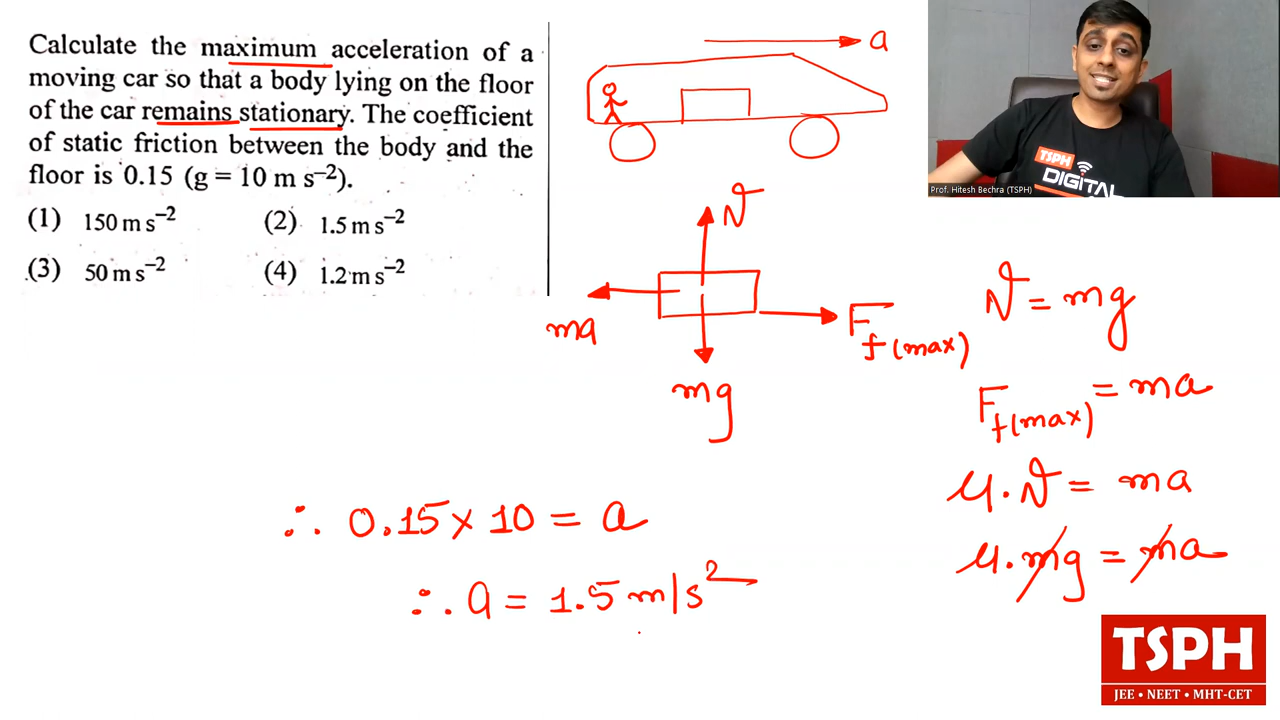 Calculate the maximum acceleration of a
moving car so that a body lying on the floor
of the car remains stationary. The coefficient
of static friction between the body and the
floor is 0.15 (g = 10 m s⁻²).
(1) 150 m s⁻² (2) 1.5 m s⁻²
(3) 50 m s⁻² (4) 1.2 m s⁻²
a
N
ma
F f(max)
mg
N = mg
F f(max) = ma
μ.N = ma
μ.mg = ma
∴ 0.15 × 10 = a
∴ a = 1.5 m/s²
TSPH
DIGITAL
Prof. Hitesh Bechra (TSPH)
TSPH
JEE • NEET • MHT-CET